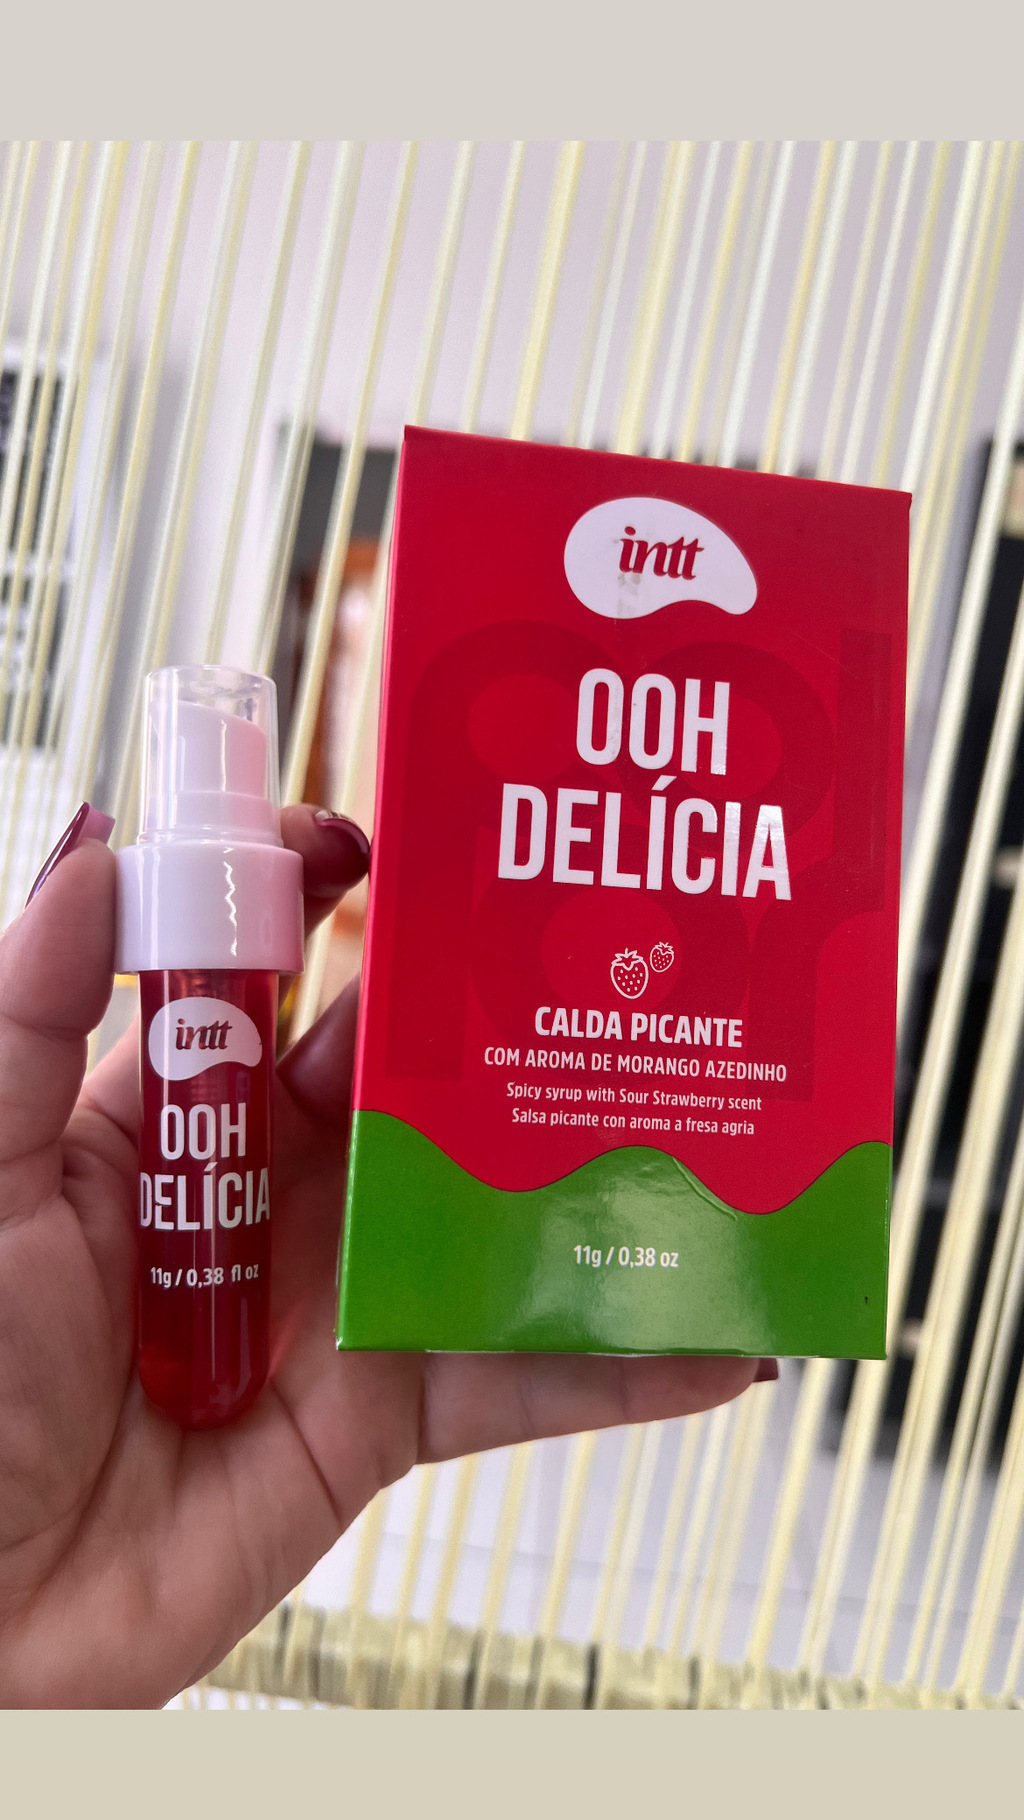 intt
OOH
DELÍCIA
CALDA PICANTE
COM AROMA DE MORANGO AZEDINHO
Spicy syrup with Sour Strawberry scent
Salsa picante con aroma a fresa agria
11g / 0,38 oz
intt
OOH
DELÍCIA
11g / 0,38 fl oz